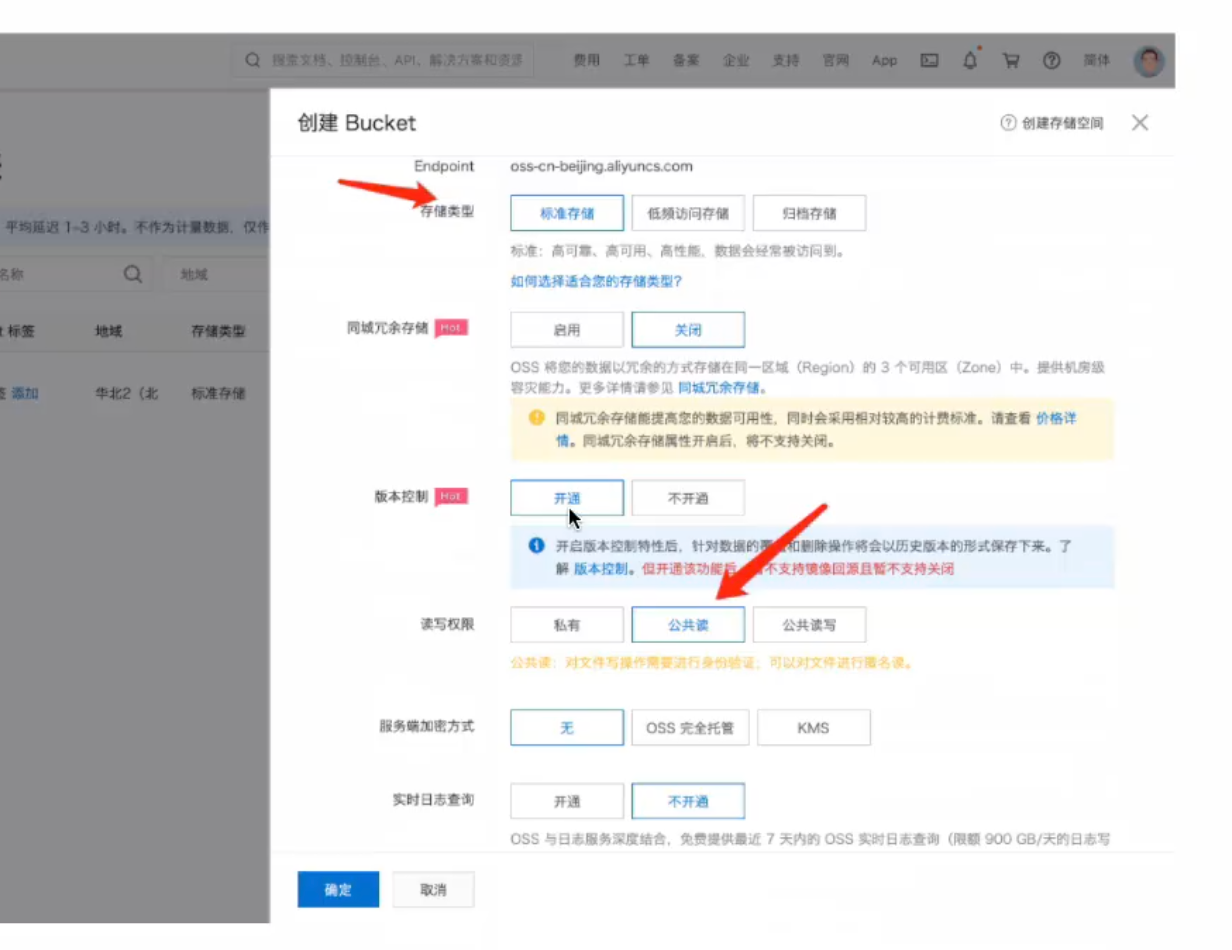 搜索文档、控制台、API、解决方案和资源 费用 工单 备案 企业 支持 官网 App 简体
创建 Bucket 创建存储空间
Endpoint oss-cn-beijing.aliyuncs.com
存储类型 标准存储 低频访问存储 归档存储
平均延迟 1~3 小时。不作为计量数据，仅作
标准：高可靠、高可用、高性能，数据会经常被访问到。
名称 地域
如何选择适合您的存储类型?
标签 地域 存储类型
同城冗余存储 Hot 启用 关闭
OSS 将您的数据以冗余的方式存储在同一区域（Region）的 3 个可用区（Zone）中。提供机房级
容灾能力。更多详情请参见 同城冗余存储。
添加 华北2（北 标准存储
同城冗余存储能提高您的数据可用性，同时会采用相对较高的计费标准。请查看 价格详
情。同城冗余存储属性开启后，将不支持关闭。
版本控制 Hot 开通 不开通
开启版本控制特性后，针对数据的覆盖和删除操作将会以历史版本的形式保存下来。了
解 版本控制。但开通该功能后，暂不支持镜像回源且暂不支持关闭
读写权限 私有 公共读 公共读写
公共读：对文件写操作需要进行身份验证；可以对文件进行匿名读。
服务端加密方式 无 OSS 完全托管 KMS
实时日志查询 开通 不开通
OSS 与日志服务深度结合，免费提供最近 7 天内的 OSS 实时日志查询（限额 900 GB/天的日志写
确定 取消